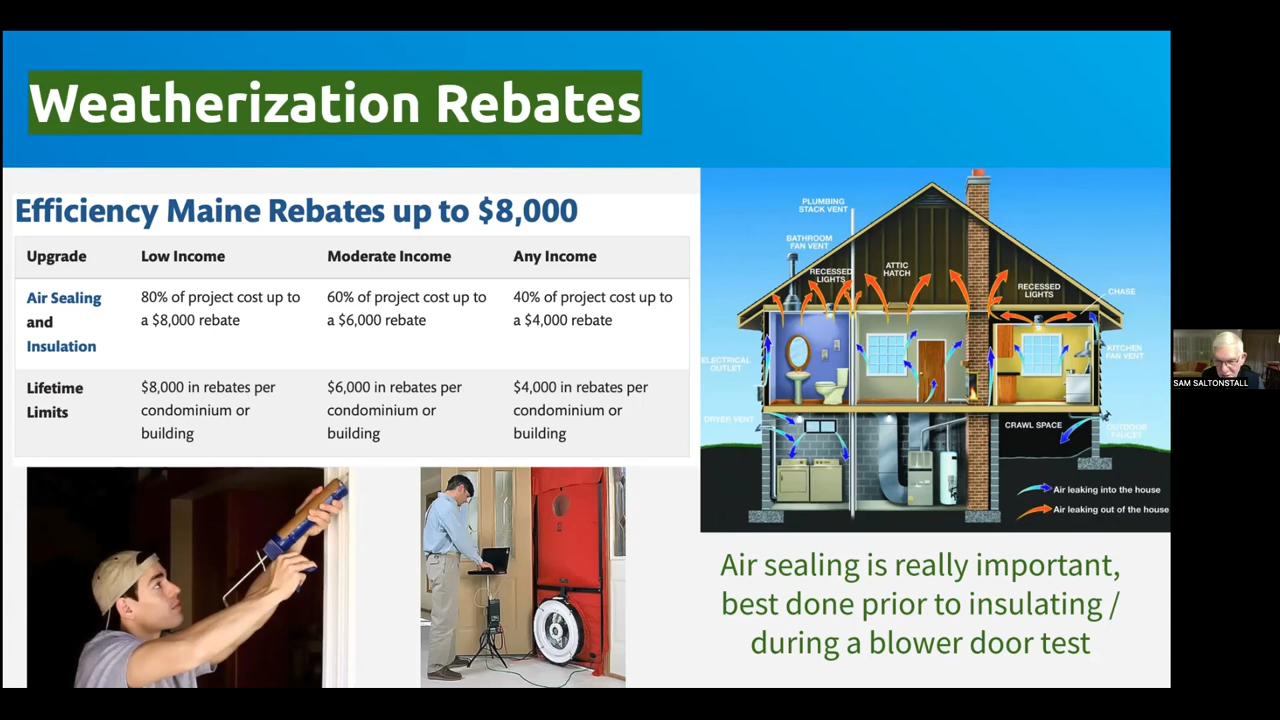 Weatherization Rebates
Efficiency Maine Rebates up to $8,000
Upgrade Low Income Moderate Income Any Income
Air Sealing and Insulation
80% of project cost up to
a $8,000 rebate
60% of project cost up to
a $6,000 rebate
40% of project cost up to
a $4,000 rebate
Lifetime
Limits
$8,000 in rebates per
condominium or
building
$6,000 in rebates per
condominium or
building
$4,000 in rebates per
condominium or
building
PLUMBING
STACK VENT
BATHROOM
FAN VENT
RECESSED
LIGHTS
ATTIC
HATCH
RECESSED
LIGHTS
CHASE
ELECTRICAL
OUTLET
KITCHEN
FAN VENT
DRYER VENT
CRAWL SPACE
OUTDOOR
FAUCET
Air leaking into the house
Air leaking out of the house
Air sealing is really important,
best done prior to insulating /
during a blower door test
SAM SALTONSTALL